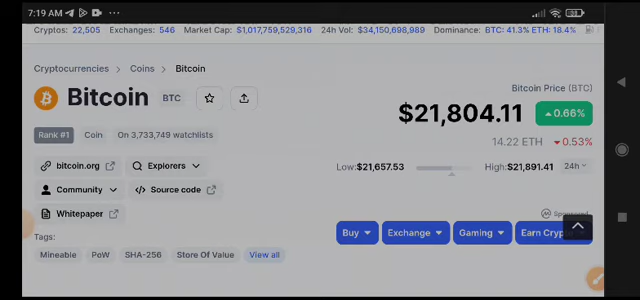 7:19 AM
Cryptos: 22,505 Exchanges: 546 Market Cap: $1,017,759,529,316 24h Vol: $34,150,698,989 Dominance: BTC: 41.3% ETH: 18.4%
Cryptocurrencies > Coins > Bitcoin
Bitcoin BTC
Bitcoin Price (BTC)
$21,804.11 0.66%
14.22 ETH 0.53%
Rank #1 Coin On 3,733,749 watchlists
bitcoin.org Explorers
Low: $21,657.53 High: $21,891.41 24h
Community Source code
Whitepaper
Sponsored
Buy Exchange Gaming Earn
Tags:
Mineable PoW SHA-256 Store Of Value View all